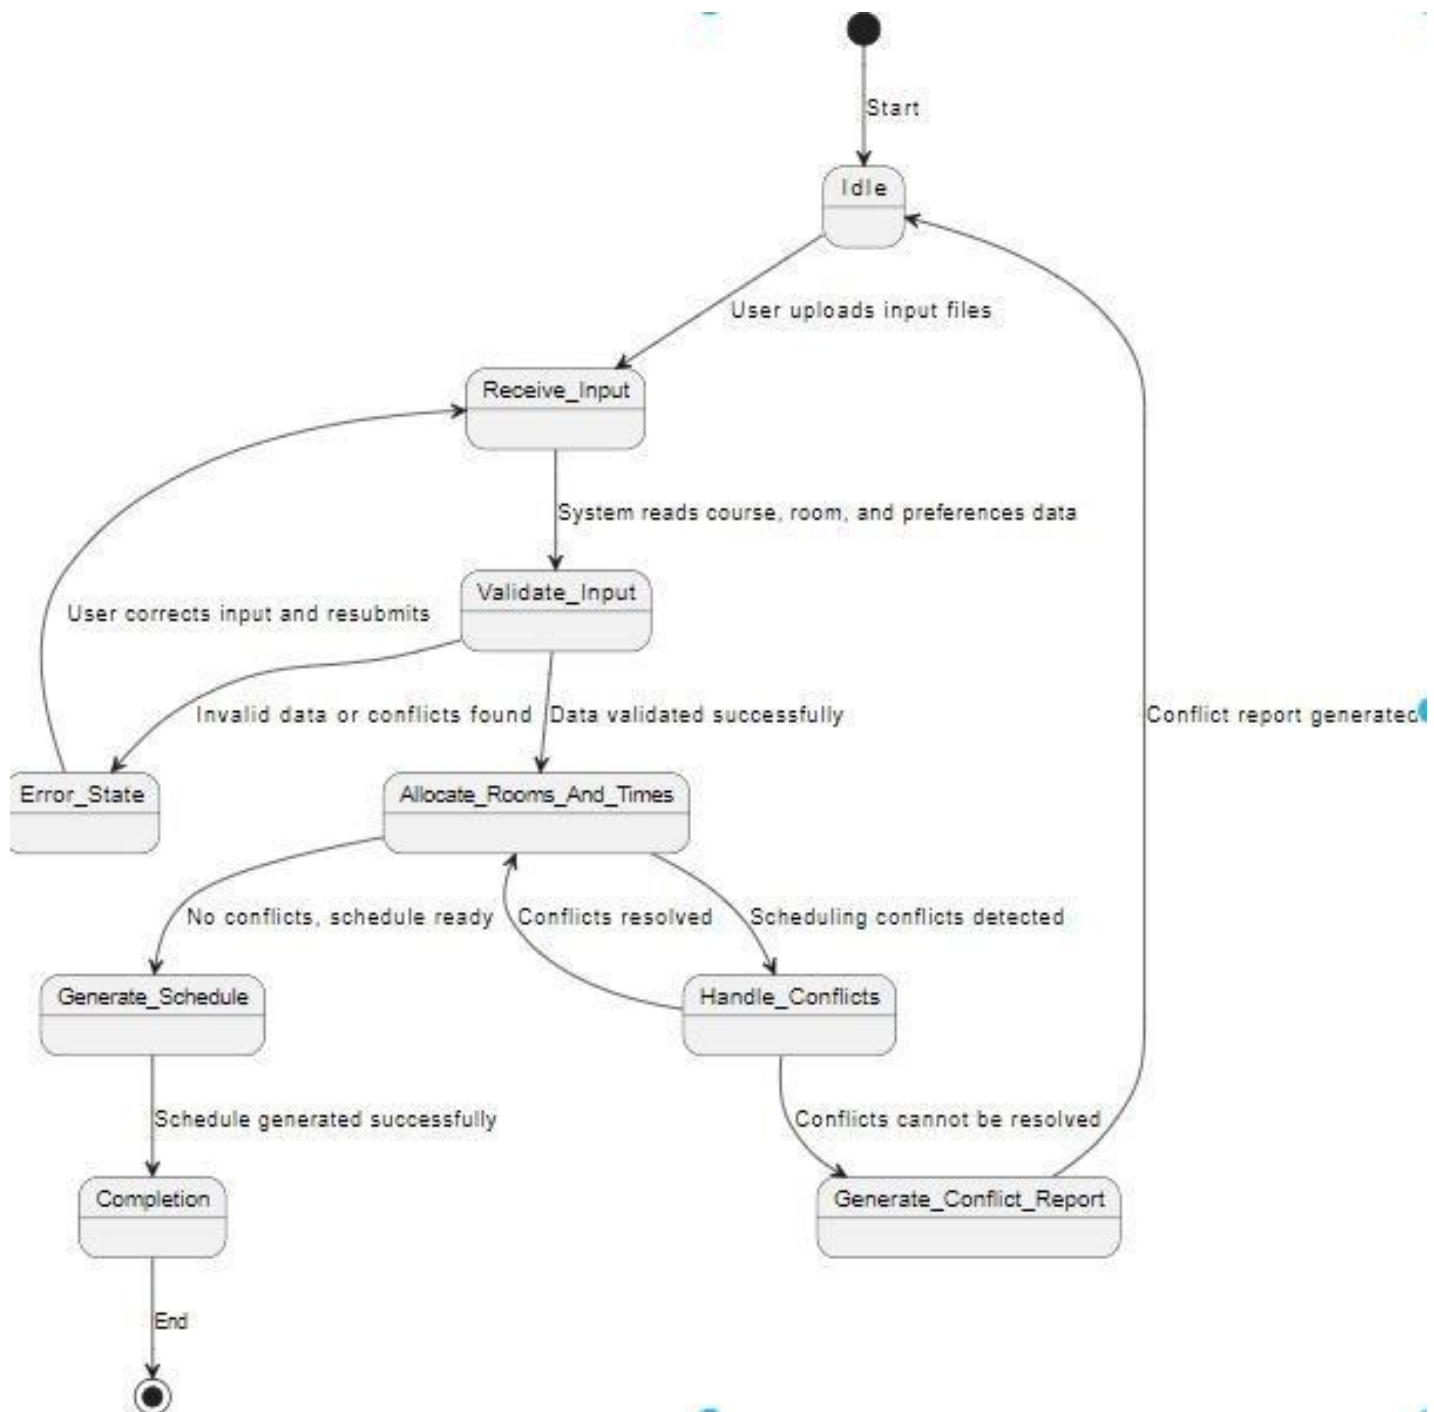 Start
Idle
User uploads input files
Receive_Input
System reads course, room, and preferences data
Validate_Input
User corrects input and resubmits
Invalid data or conflicts found
Data validated successfully
Conflict report generated
Error_State
Allocate_Rooms_And_Times
No conflicts, schedule ready
Conflicts resolved
Scheduling conflicts detected
Generate_Schedule
Handle_Conflicts
Schedule generated successfully
Conflicts cannot be resolved
Completion
Generate_Conflict_Report
End